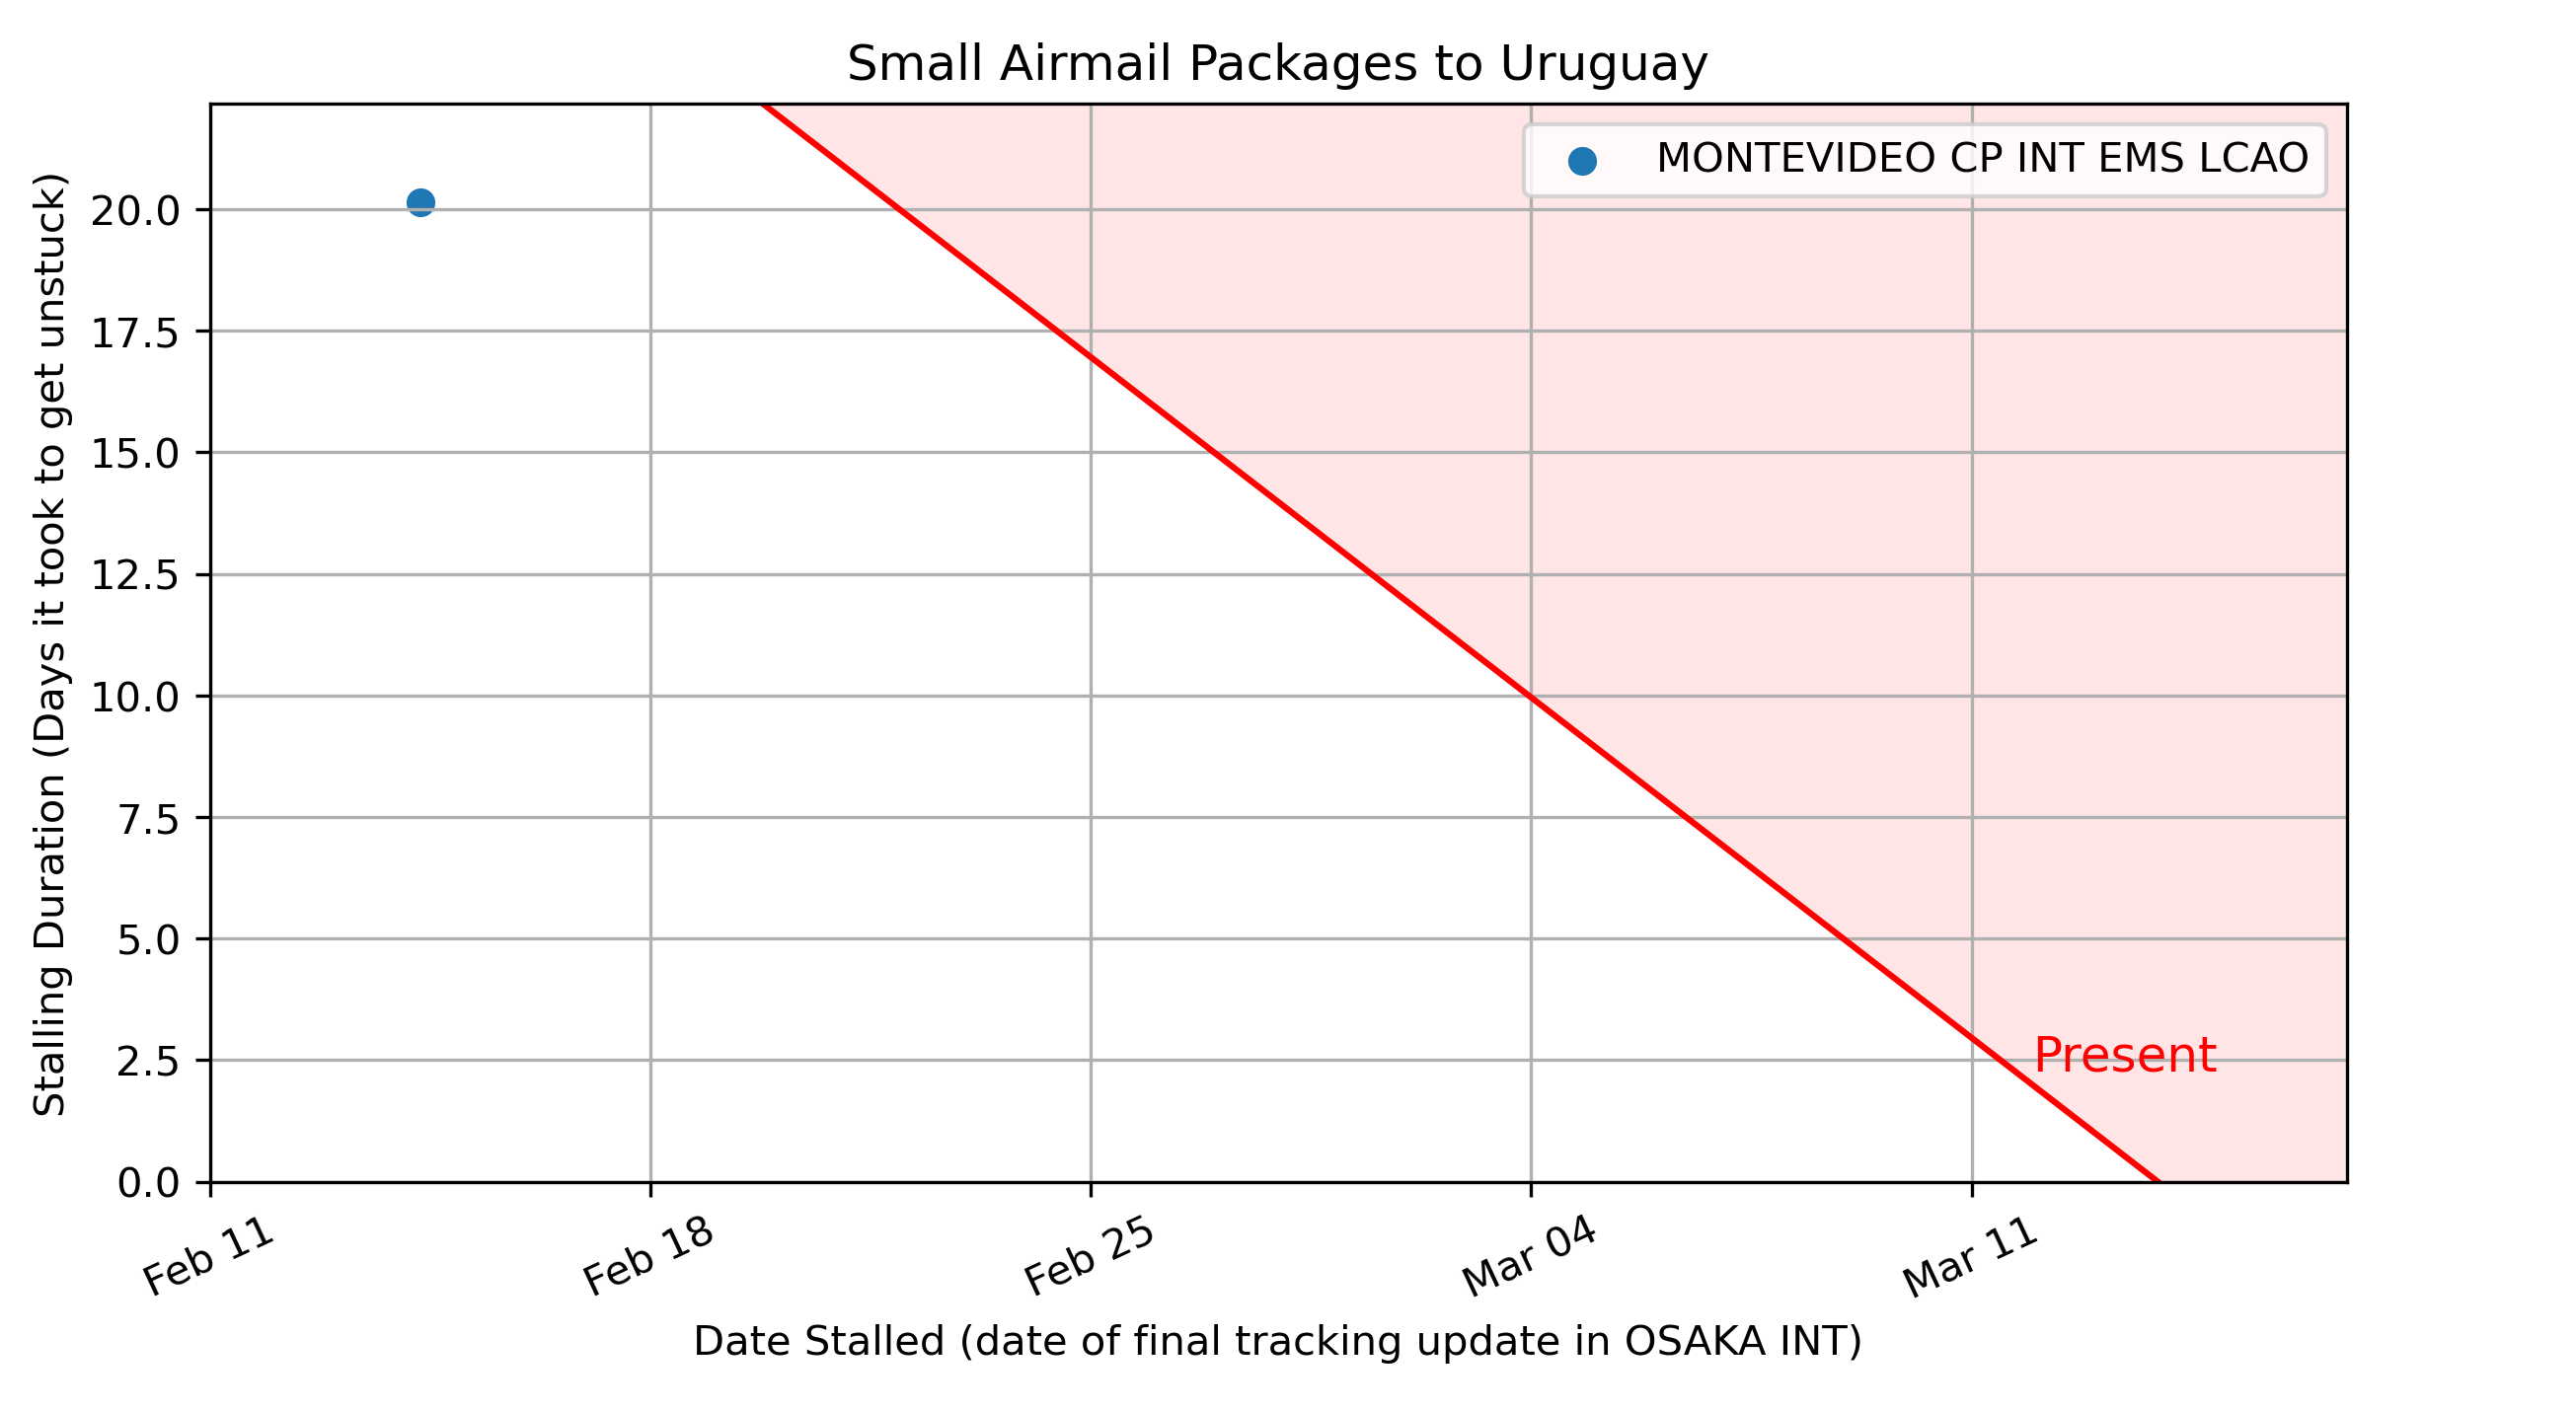 Small Airmail Packages to Uruguay
MONTEVIDEO CP INT EMS LCAO
Stalling Duration (Days it took to get unstuck)
20.0
17.5
15.0
12.5
10.0
7.5
5.0
2.5
0.0
Present
Feb 11
Feb 18
Feb 25
Mar 04
Mar 11
Date Stalled (date of final tracking update in OSAKA INT)